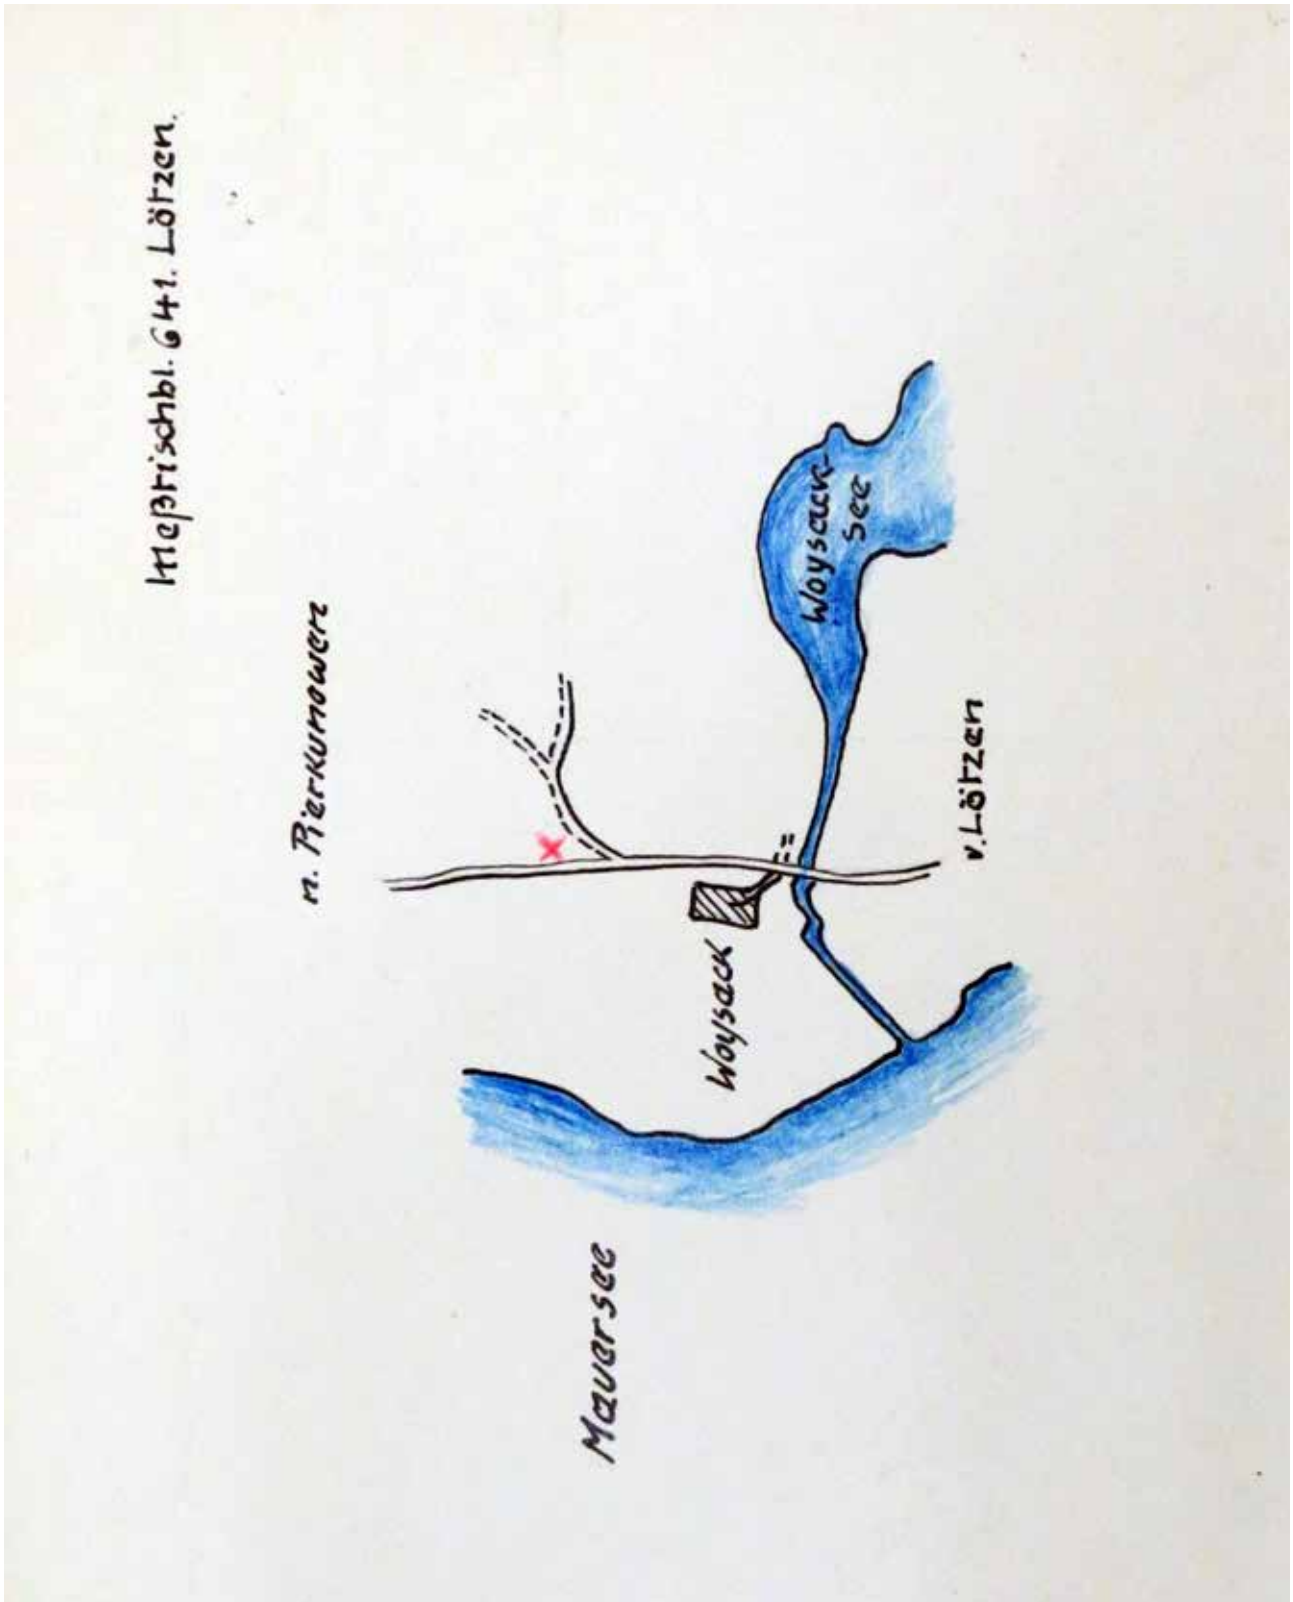 Meßtischbl. 641. Lötzen.
n. Pierkunowen
Mauersee
Woysack
Woysack-
See
v. Lötzen